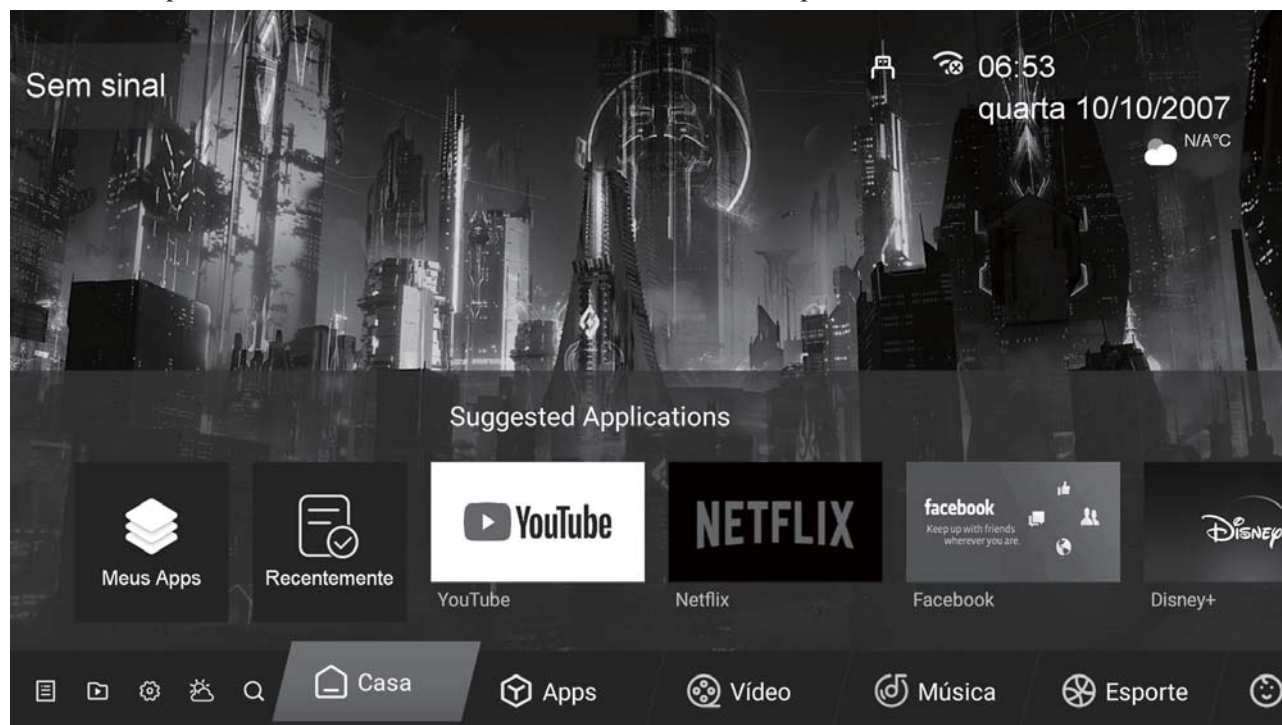 Sem sinal
06:53
quarta 10/10/2007
N/A°C
Suggested Applications
Meus Apps
Recentemente
YouTube
YouTube
NETFLIX
Netflix
facebook
Keep up with friends
wherever you are.
Facebook
Disney+
Casa
Apps
Vídeo
Música
Esporte